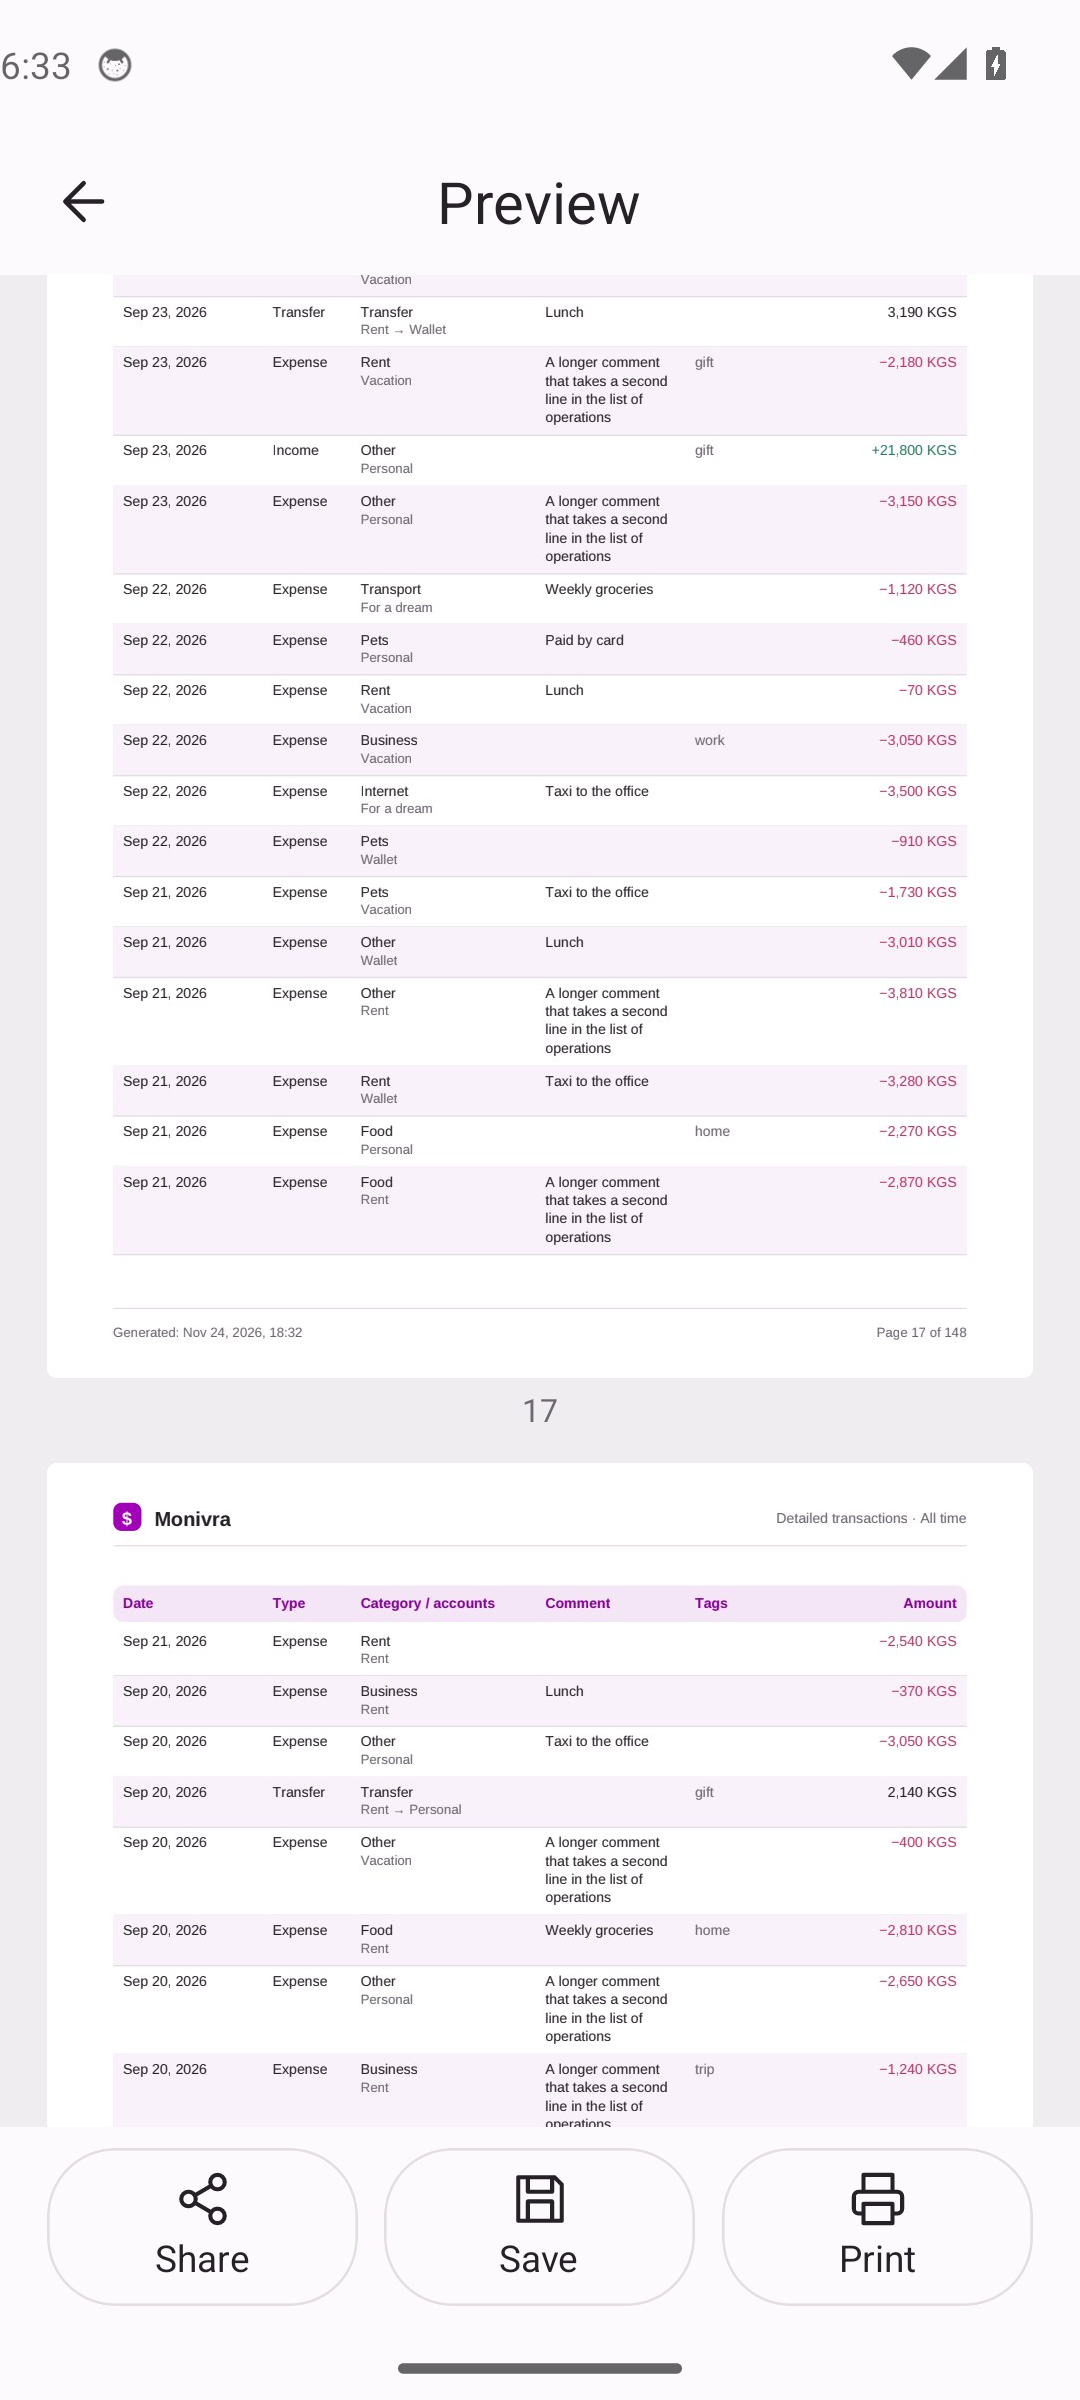 6:33
Preview
Vacation
Sep 23, 2026 Transfer Transfer Lunch 3,190 KGS
Rent → Wallet
Sep 23, 2026 Expense Rent A longer comment gift −2,180 KGS
Vacation that takes a second
line in the list of
operations
Sep 23, 2026 Income Other gift +21,800 KGS
Personal
Sep 23, 2026 Expense Other A longer comment −3,150 KGS
Personal that takes a second
line in the list of
operations
Sep 22, 2026 Expense Transport Weekly groceries −1,120 KGS
For a dream
Sep 22, 2026 Expense Pets Paid by card −460 KGS
Personal
Sep 22, 2026 Expense Rent Lunch −70 KGS
Vacation
Sep 22, 2026 Expense Business work −3,050 KGS
Vacation
Sep 22, 2026 Expense Internet Taxi to the office −3,500 KGS
For a dream
Sep 22, 2026 Expense Pets −910 KGS
Wallet
Sep 21, 2026 Expense Pets Taxi to the office −1,730 KGS
Vacation
Sep 21, 2026 Expense Other Lunch −3,010 KGS
Wallet
Sep 21, 2026 Expense Other A longer comment −3,810 KGS
Rent that takes a second
line in the list of
operations
Sep 21, 2026 Expense Rent Taxi to the office −3,280 KGS
Wallet
Sep 21, 2026 Expense Food home −2,270 KGS
Personal
Sep 21, 2026 Expense Food A longer comment −2,870 KGS
Rent that takes a second
line in the list of
operations
Generated: Nov 24, 2026, 18:32 Page 17 of 148
17
$ Monivra Detailed transactions · All time
Date Type Category / accounts Comment Tags Amount
Sep 21, 2026 Expense Rent −2,540 KGS
Rent
Sep 20, 2026 Expense Business Lunch −370 KGS
Rent
Sep 20, 2026 Expense Other Taxi to the office −3,050 KGS
Personal
Sep 20, 2026 Transfer Transfer gift 2,140 KGS
Rent → Personal
Sep 20, 2026 Expense Other A longer comment −400 KGS
Vacation that takes a second
line in the list of
operations
Sep 20, 2026 Expense Food Weekly groceries home −2,810 KGS
Rent
Sep 20, 2026 Expense Other A longer comment −2,650 KGS
Personal that takes a second
line in the list of
operations
Sep 20, 2026 Expense Business A longer comment trip −1,240 KGS
Rent that takes a second
line in the list of
operations
Share Save Print